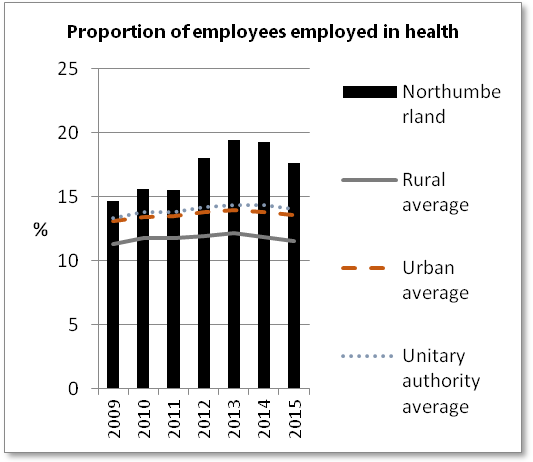 Proportion of employees employed in health
25
20
15
10
5
0
%
2009
2010
2011
2012
2013
2014
2015
Northumbe
rland
Rural
average
Urban
average
Unitary
authority
average